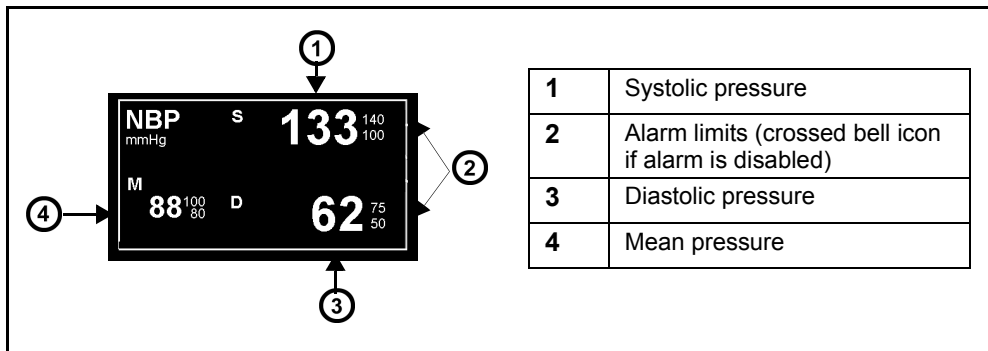 1
NBP S 133 140
mmHg 100
M
88 100 D 62 75
80 50
2
4
3
1 Systolic pressure
2 Alarm limits (crossed bell icon
if alarm is disabled)
3 Diastolic pressure
4 Mean pressure